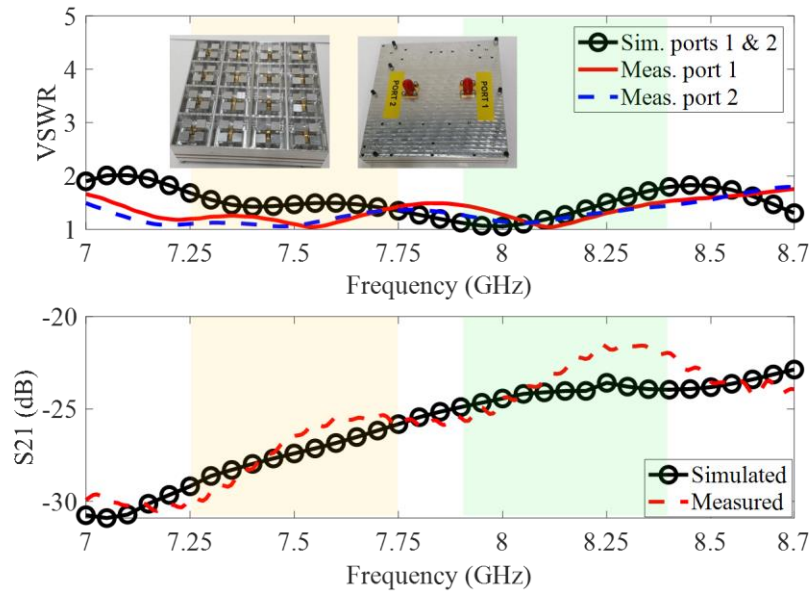 5
4
3
2
1
VSWR
Sim. ports 1 & 2
Meas. port 1
Meas. port 2
PORT 2
PORT 1
7
7.25
7.5
7.75
8
8.25
8.5
8.7
Frequency (GHz)
-20
-25
-30
S21 (dB)
Simulated
Measured
7
7.25
7.5
7.75
8
8.25
8.5
8.7
Frequency (GHz)